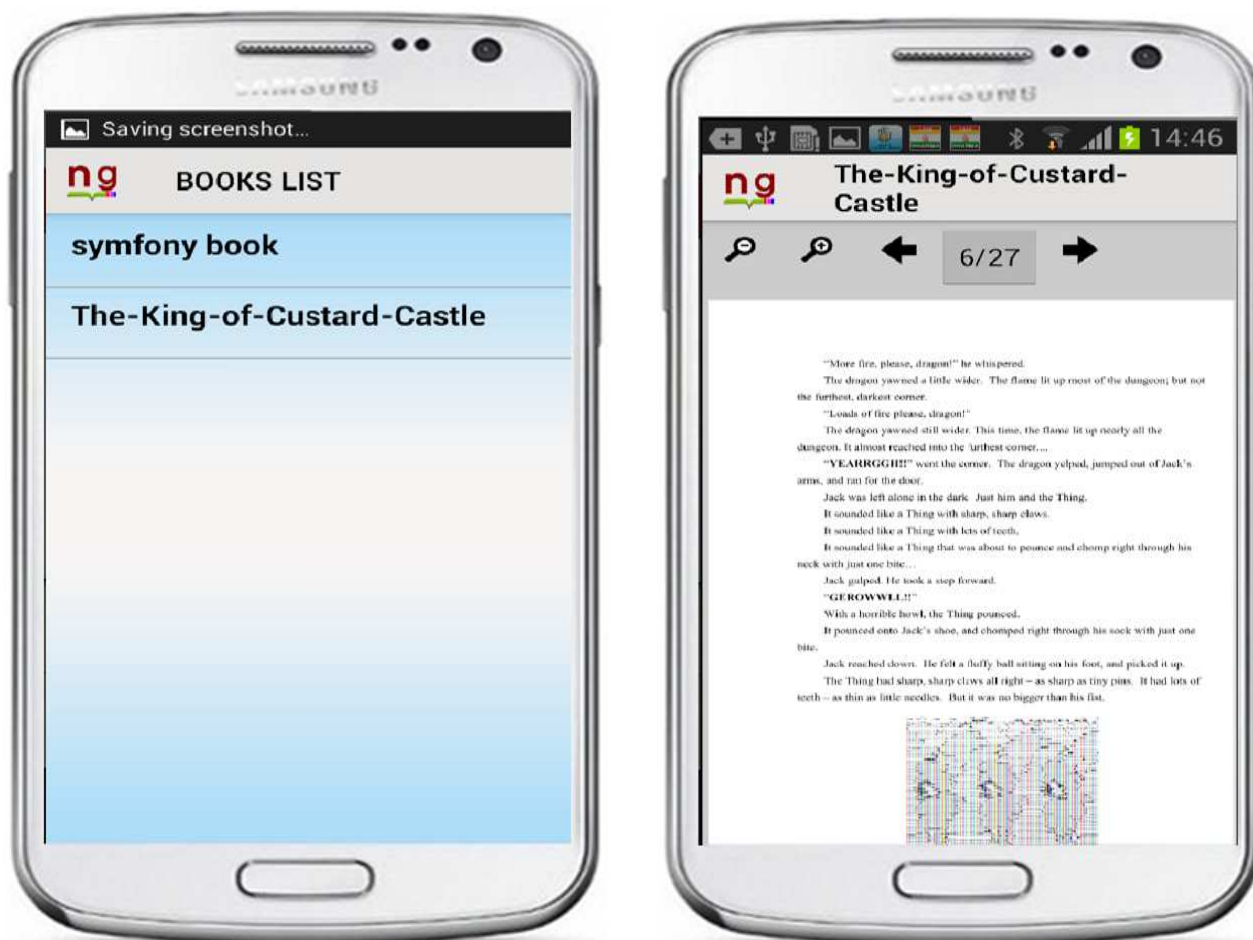 SAMSUNG
Saving screenshot...
ng
BOOKS LIST
symfony book
The-King-of-Custard-Castle
SAMSUNG
14:46
ng
The-King-of-Custard-
Castle
6/27
“More fire, please, dragon!” he whispered.
The dragon yawned a little wider. The flame lit up most of the dungeon; but not
the furthest, darkest corner.
“Loads of fire please, dragon!”
The dragon yawned still wider. This time, the flame lit up nearly all the
dungeon. It almost reached into the furthest corner....
“YEARRGGH!!” went the corner. The dragon yelped, jumped out of Jack’s
arms, and ran for the door.
Jack was left alone in the dark. Just him and the Thing.
It sounded like a Thing with sharp, sharp claws.
It sounded like a Thing with lots of teeth.
It sounded like a Thing that was about to pounce and chomp right through his
neck with just one bite...
Jack gulped. He took a step forward.
“GEROWWLL!!”
With a horrible howl, the Thing pounced.
It pounced onto Jack’s shoe, and chomped right through his sock with just one
bite.
Jack reached down. He felt a fluffy ball sitting on his foot, and picked it up.
The Thing had sharp, sharp claws all right – as sharp as tiny pins. It had lots of
teeth – as thin as little needles. But it was no bigger than his fist.